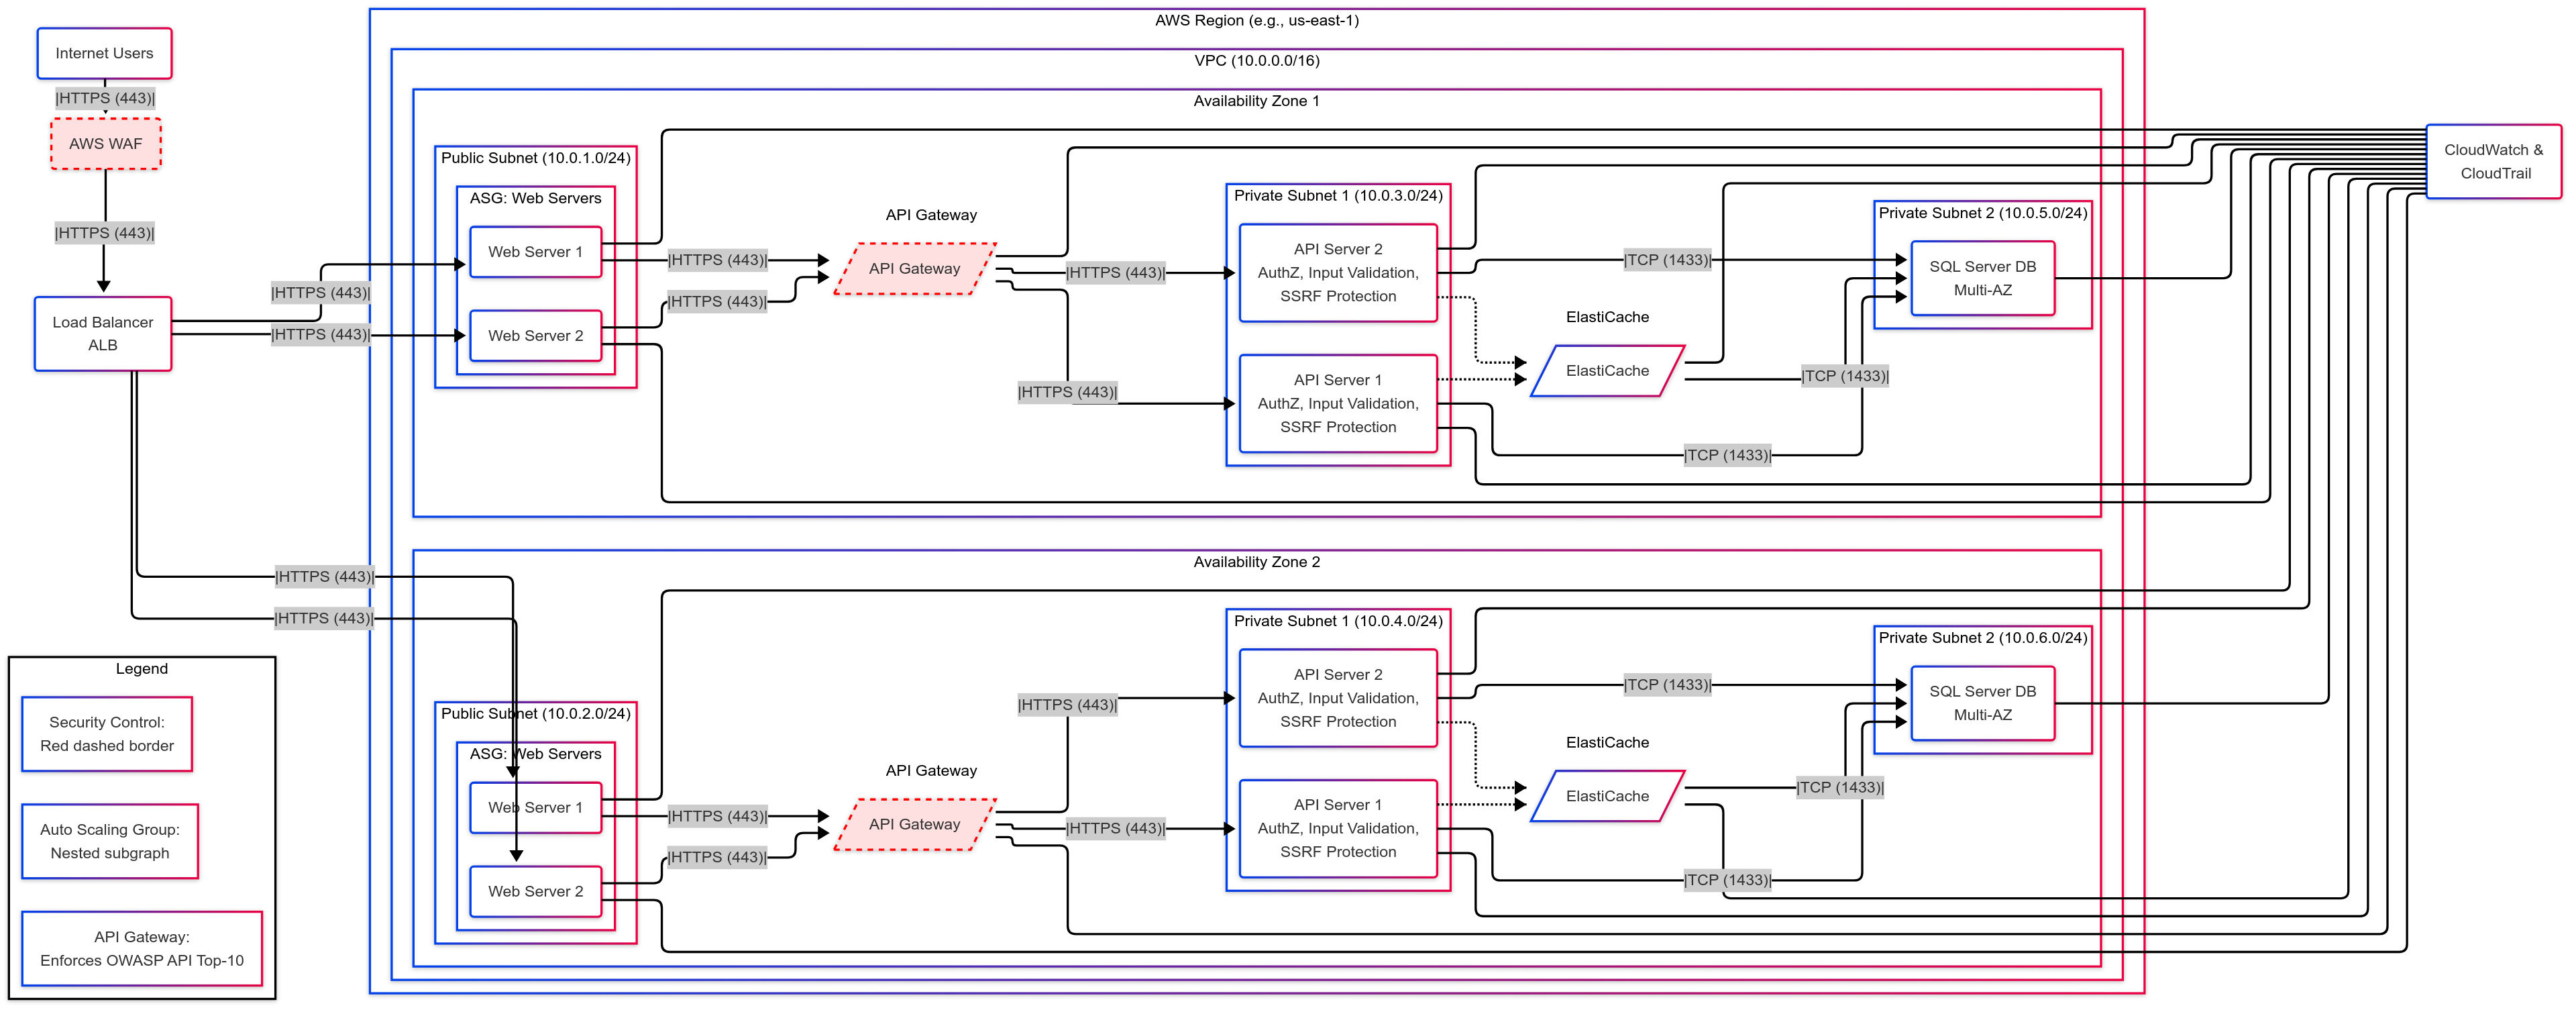 AWS Region (e.g., us-east-1)
VPC (10.0.0.0/16)
Internet Users
|HTTPS (443)|
AWS WAF
|HTTPS (443)|
Load Balancer
ALB
|HTTPS (443)|
|HTTPS (443)|
|HTTPS (443)|
|HTTPS (443)|
Availability Zone 1
Public Subnet (10.0.1.0/24)
ASG: Web Servers
Web Server 1
Web Server 2
|HTTPS (443)|
|HTTPS (443)|
API Gateway
API Gateway
|HTTPS (443)|
|HTTPS (443)|
Private Subnet 1 (10.0.3.0/24)
API Server 2
AuthZ, Input Validation,
SSRF Protection
API Server 1
AuthZ, Input Validation,
SSRF Protection
ElastiCache
ElastiCache
|TCP (1433)|
|TCP (1433)|
|TCP (1433)|
Private Subnet 2 (10.0.5.0/24)
SQL Server DB
Multi-AZ
CloudWatch &
CloudTrail
Availability Zone 2
Public Subnet (10.0.2.0/24)
ASG: Web Servers
Web Server 1
Web Server 2
|HTTPS (443)|
|HTTPS (443)|
API Gateway
API Gateway
|HTTPS (443)|
|HTTPS (443)|
Private Subnet 1 (10.0.4.0/24)
API Server 2
AuthZ, Input Validation,
SSRF Protection
API Server 1
AuthZ, Input Validation,
SSRF Protection
ElastiCache
ElastiCache
|TCP (1433)|
|TCP (1433)|
|TCP (1433)|
Private Subnet 2 (10.0.6.0/24)
SQL Server DB
Multi-AZ
Legend
Security Control:
Red dashed border
Auto Scaling Group:
Nested subgraph
API Gateway:
Enforces OWASP API Top-10